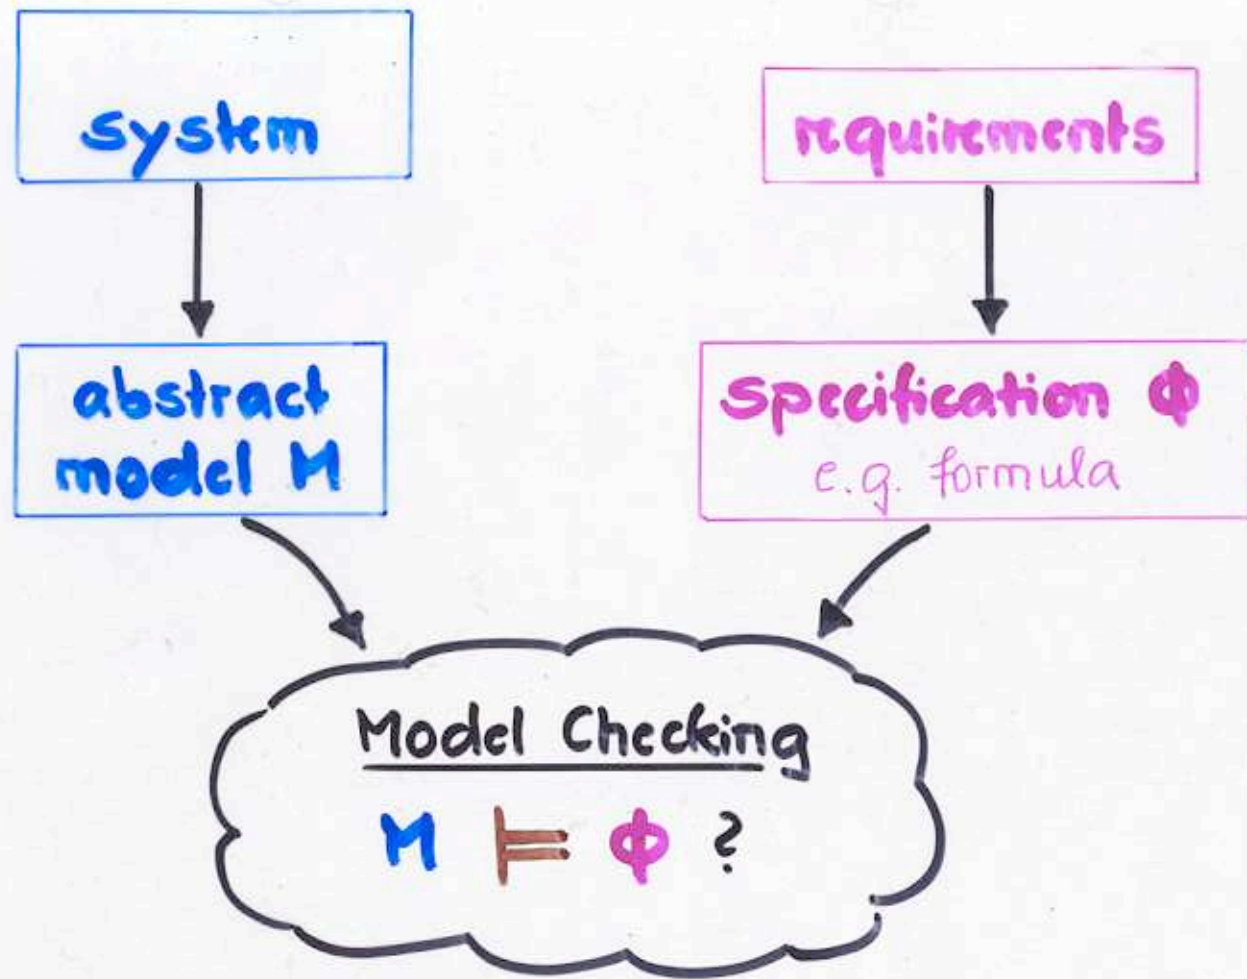 system
requirements
abstract
model M
specification Φ
e.g. formula
Model Checking
M ⊨ Φ ?